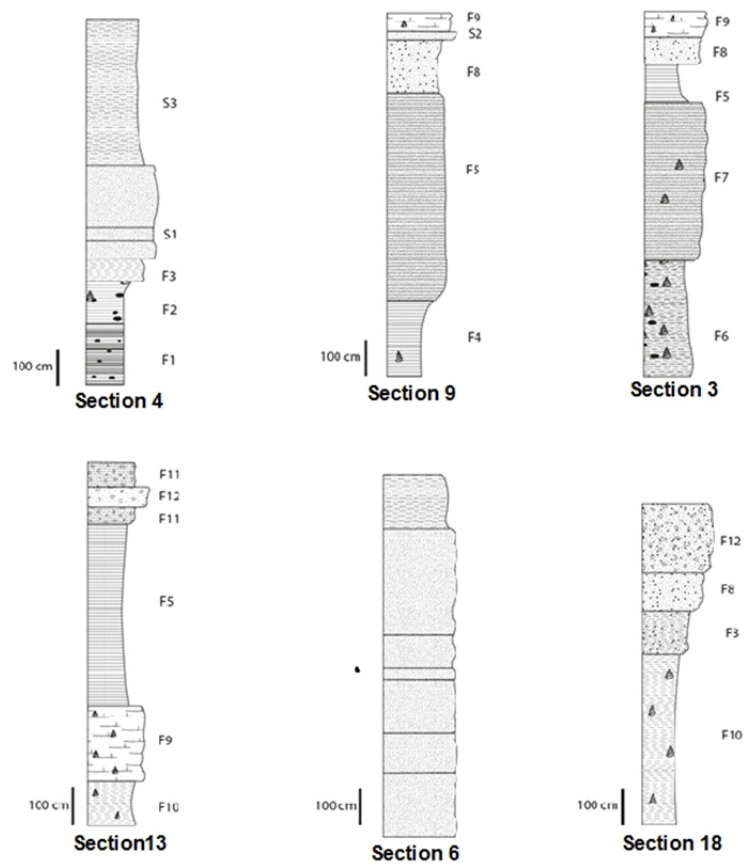 S3
S1
F3
F2
F1
100 cm
Section 4
F9
S2
F8
F5
F4
100 cm
Section 9
F9
F8
F5
F7
F6
100 cm
Section 3
F11
F12
F11
F5
F9
F10
100 cm
Section13
100cm
Section 6
F12
F8
F3
F10
100 cm
Section 18